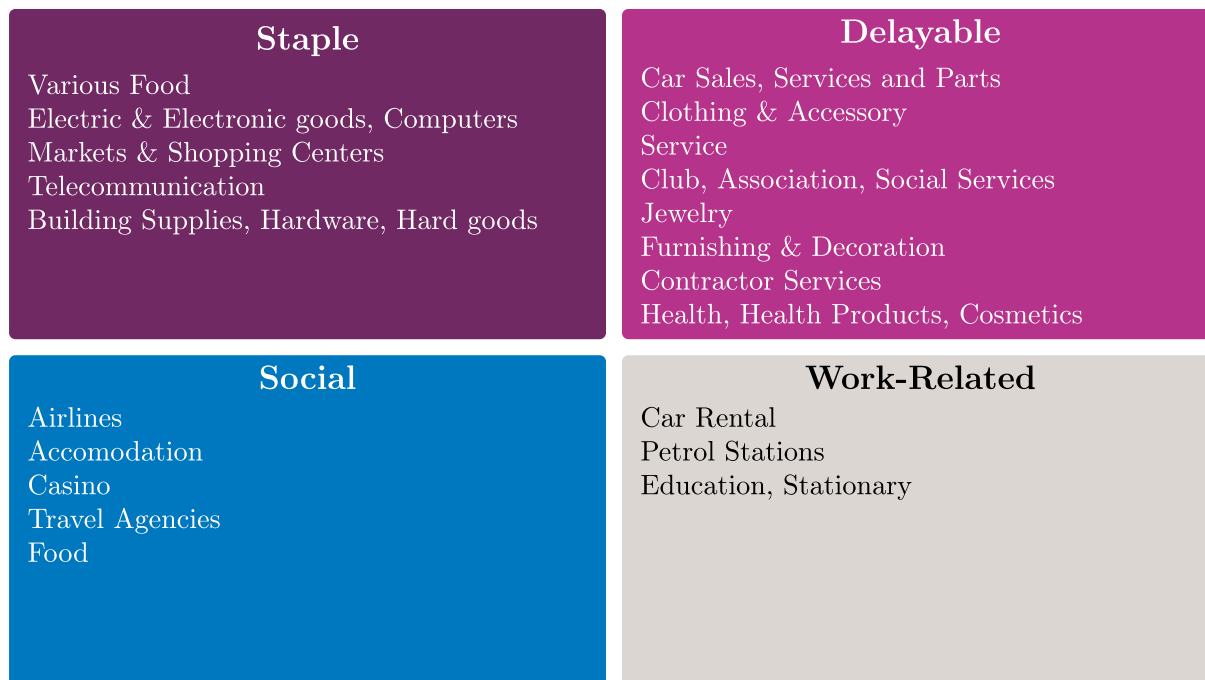 Staple
Various Food
Electric & Electronic goods, Computers
Markets & Shopping Centers
Telecommunication
Building Supplies, Hardware, Hard goods
Delayable
Car Sales, Services and Parts
Clothing & Accessory
Service
Club, Association, Social Services
Jewelry
Furnishing & Decoration
Contractor Services
Health, Health Products, Cosmetics
Social
Airlines
Accomodation
Casino
Travel Agencies
Food
Work-Related
Car Rental
Petrol Stations
Education, Stationary